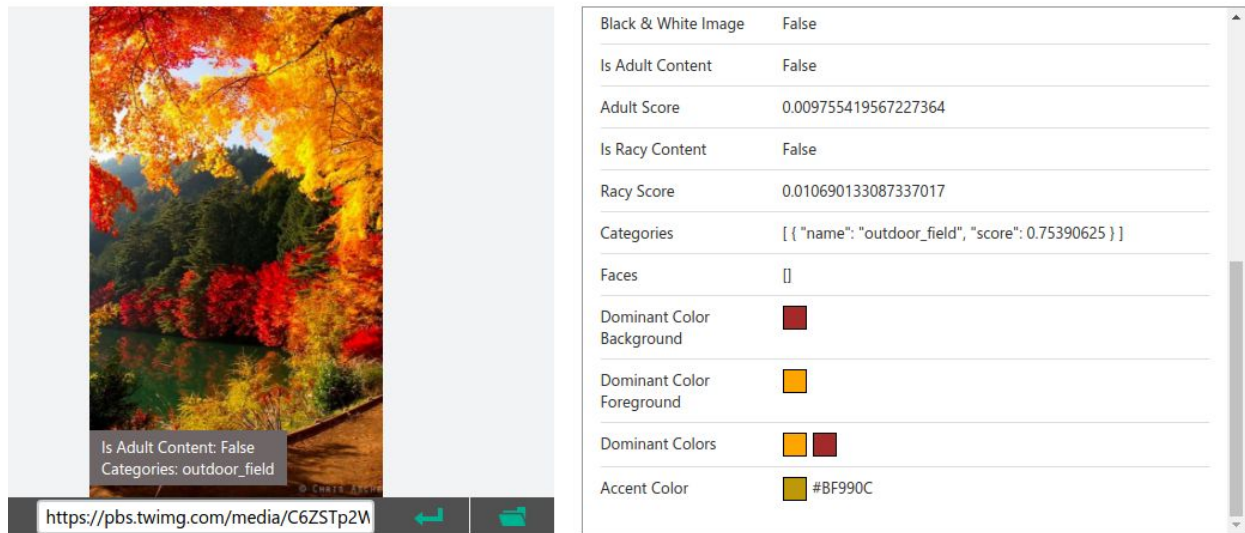 Is Adult Content: False
Categories: outdoor_field
© CHRIS ARCHE
https://pbs.twimg.com/media/C6ZSTp2W
Black & White Image False
Is Adult Content False
Adult Score 0.009755419567227364
Is Racy Content False
Racy Score 0.010690133087337017
Categories [ { "name": "outdoor_field", "score": 0.75390625 } ]
Faces []
Dominant Color
Background
Dominant Color
Foreground
Dominant Colors
Accent Color #BF990C